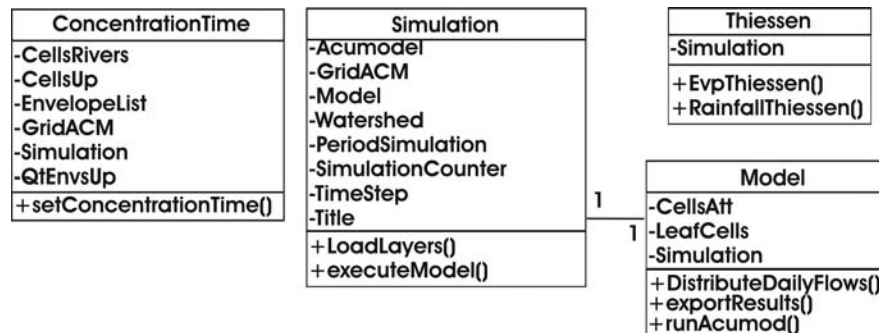 ConcentrationTime
-CellsRivers
-CellsUp
-EnvelopeList
-GridACM
-Simulation
-QtEnvsUp
+setConcentrationTime()
Simulation
-Acumodel
-GridACM
-Model
-Watershed
-PeriodSimulation
-SimulationCounter
-TimeStep
-Title
+LoadLayers()
+executeModel()
1
1
Thiessen
-Simulation
+EvpThiessen()
+RainfallThiessen()
Model
-CellsAtt
-LeafCells
-Simulation
+DistributeDailyFlows()
+exportResults()
+runAcumod()